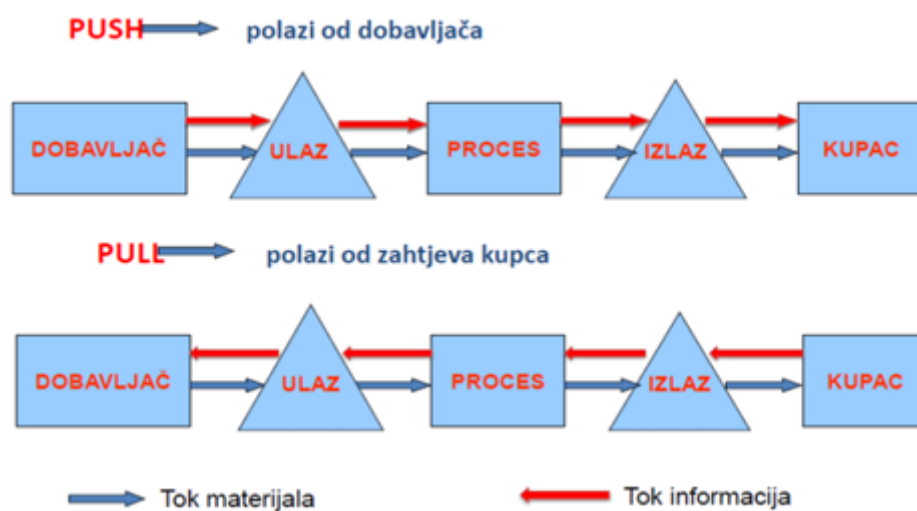 PUSH polazi od dobavljača
DOBAVLJAČ ULAZ PROCES IZLAZ KUPAC
PULL polazi od zahtjeva kupca
DOBAVLJAČ ULAZ PROCES IZLAZ KUPAC
Tok materijala Tok informacija